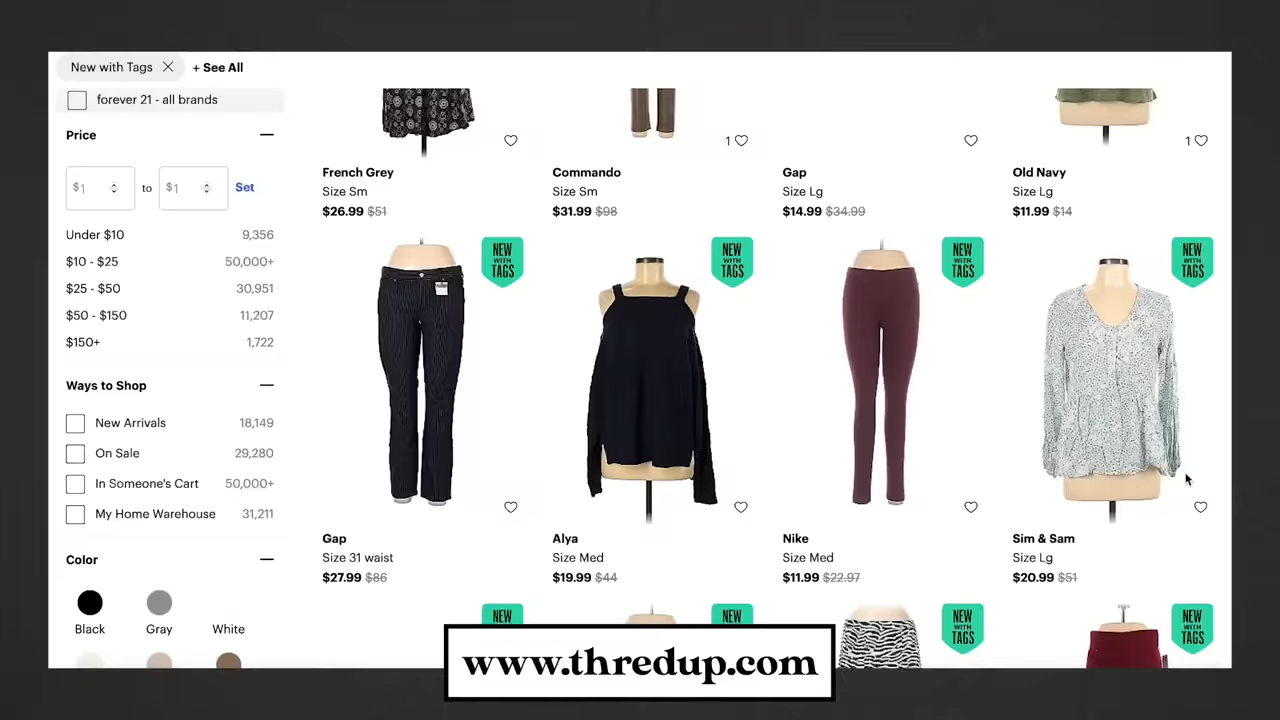 New with Tags
+ See All
forever 21 - all brands
Price
$1 to $1 Set
Under $10 9,356
$10 - $25 50,000+
$25 - $50 30,951
$50 - $150 11,207
$150+ 1,722
Ways to Shop
New Arrivals 18,149
On Sale 29,280
In Someone's Cart 50,000+
My Home Warehouse 31,211
Color
Black Gray White
1
1
French Grey
Size Sm
$26.99 $51
Commando
Size Sm
$31.99 $98
Gap
Size Lg
$14.99 $34.99
Old Navy
Size Lg
$11.99 $14
NEW
WITH
TAGS
NEW
WITH
TAGS
NEW
WITH
TAGS
NEW
WITH
TAGS
Gap
Size 31 waist
$27.99 $86
Alya
Size Med
$19.99 $44
Nike
Size Med
$11.99 $22.97
Sim & Sam
Size Lg
$20.99 $51
NEW
NEW
NEW
WITH
TAGS
NEW
WITH
TAGS
www.thredup.com